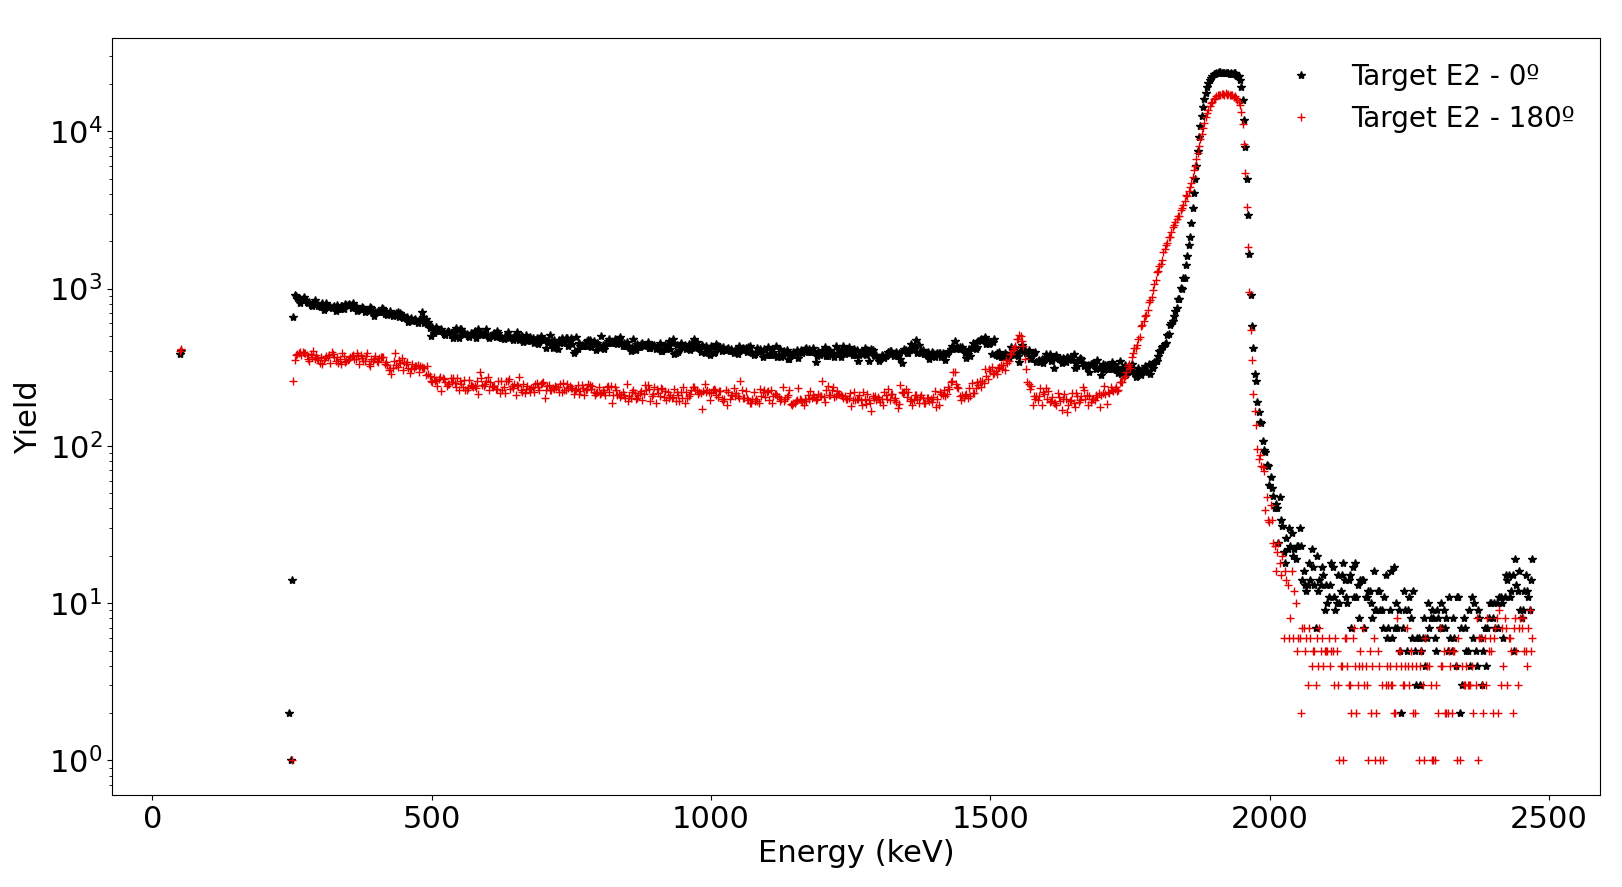 Target E2 - 0º
Target E2 - 180º
Yield
10⁴
10³
10²
10¹
10⁰
0 500 1000 1500 2000 2500
Energy (keV)